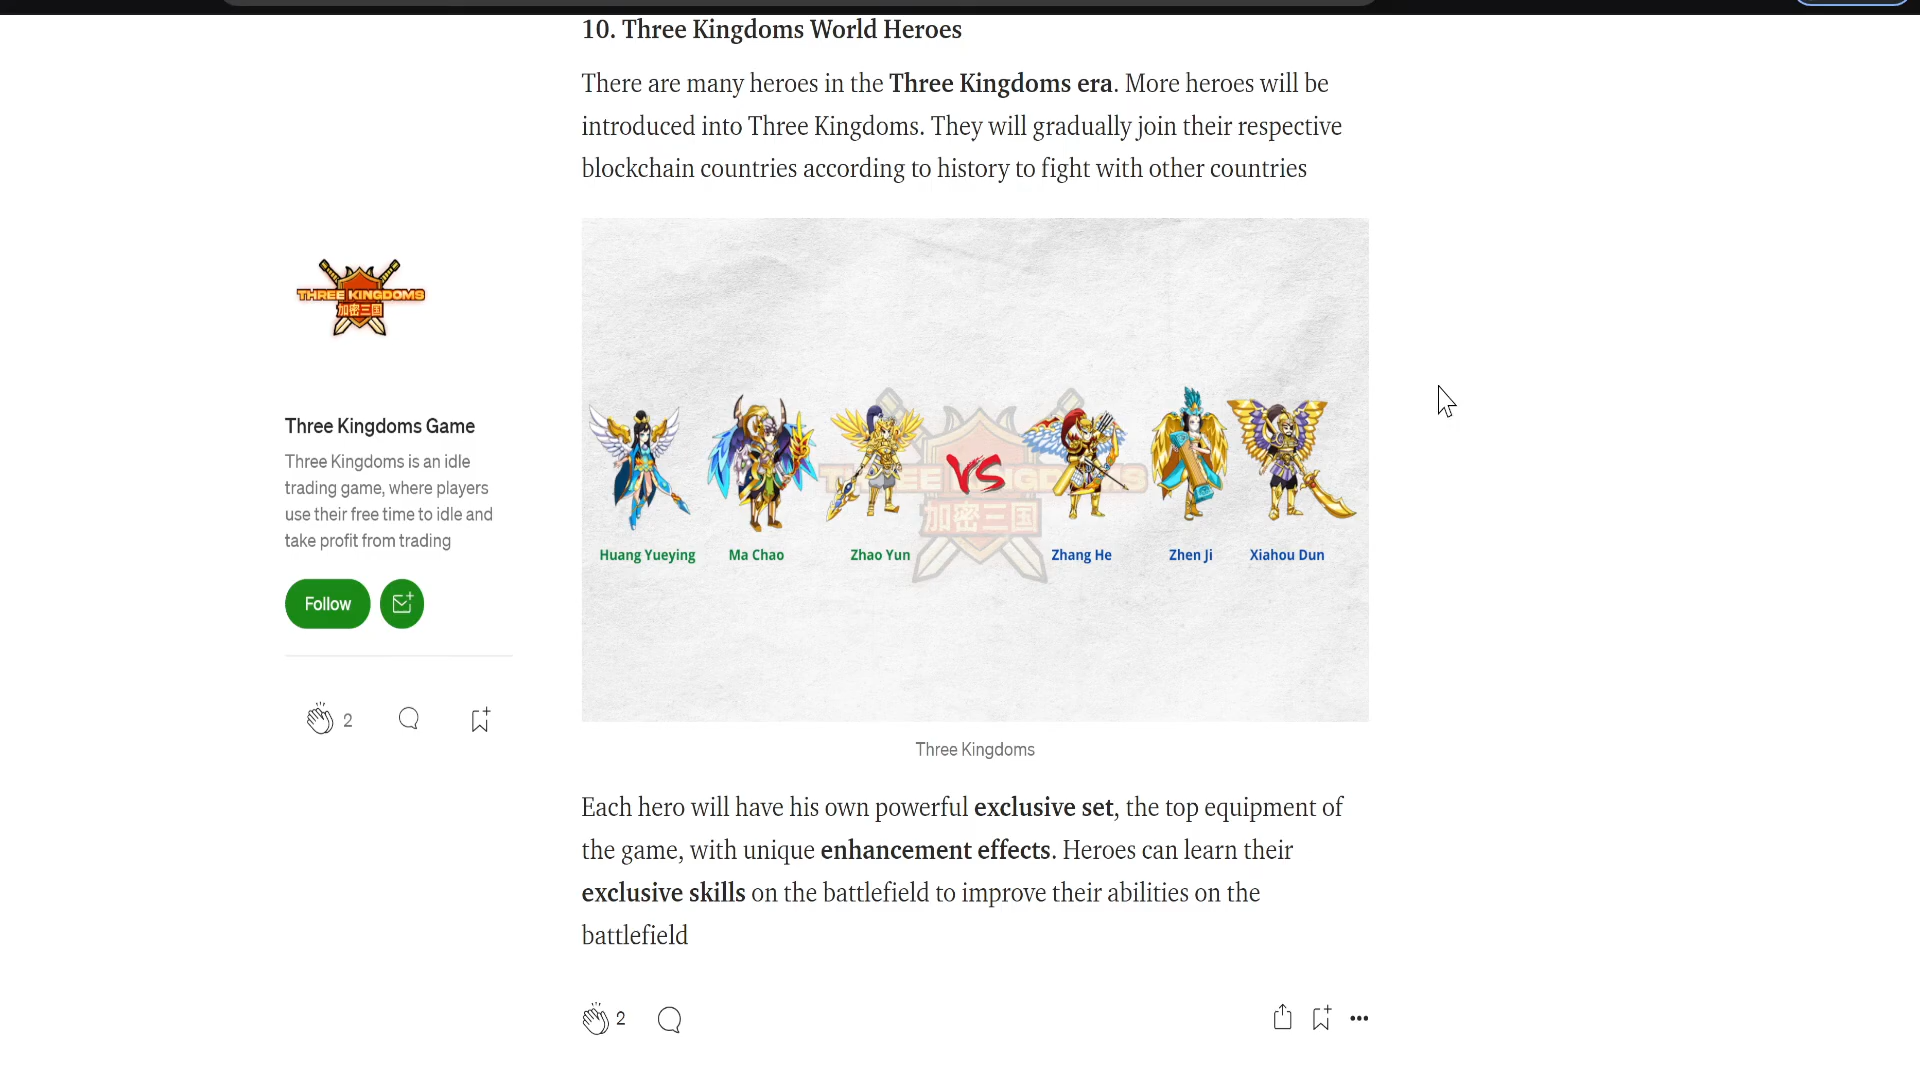 10. Three Kingdoms World Heroes
There are many heroes in the Three Kingdoms era. More heroes will be
introduced into Three Kingdoms. They will gradually join their respective
blockchain countries according to history to fight with other countries
THREE KINGDOMS
加密三国
Three Kingdoms Game
Three Kingdoms is an idle
trading game, where players
use their free time to idle and
take profit from trading
Follow
2
THREE KINGDOMS
VS
加密三国
Huang Yueying Ma Chao Zhao Yun Zhang He Zhen Ji Xiahou Dun
Three Kingdoms
Each hero will have his own powerful exclusive set, the top equipment of
the game, with unique enhancement effects. Heroes can learn their
exclusive skills on the battlefield to improve their abilities on the
battlefield
2